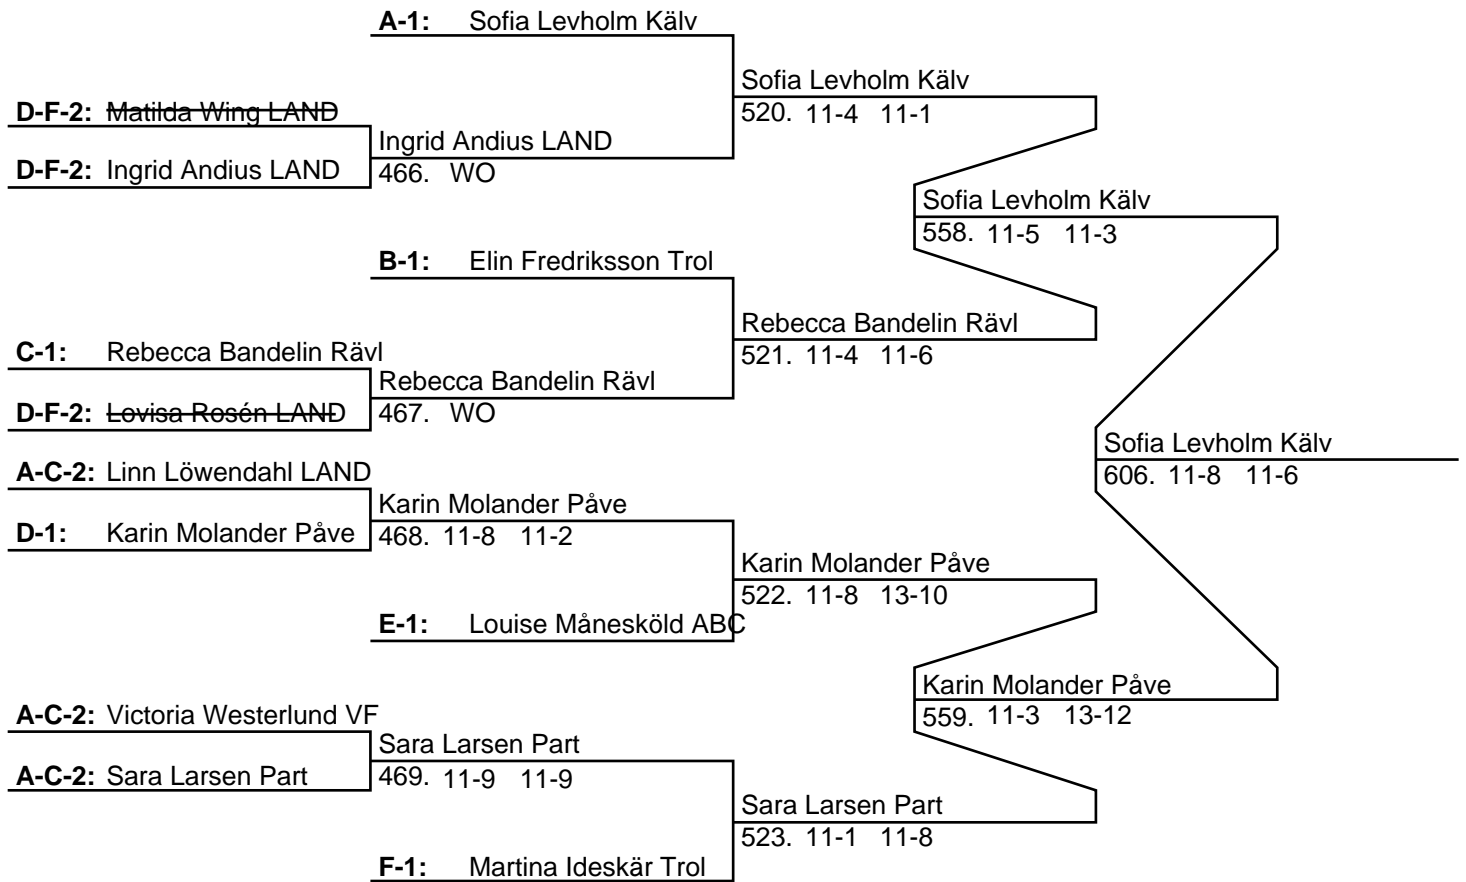 A-1: Sofia Levholm Kälv
Sofia Levholm Kälv
520. 11-4 11-1
D-F-2: Matilda Wing LAND
Ingrid Andius LAND
D-F-2: Ingrid Andius LAND
466. WO
Sofia Levholm Kälv
558. 11-5 11-3
B-1: Elin Fredriksson Trol
Rebecca Bandelin Rävl
521. 11-4 11-6
C-1: Rebecca Bandelin Rävl
Rebecca Bandelin Rävl
D-F-2: Lovisa Rosén LAND
467. WO
Sofia Levholm Kälv
606. 11-8 11-6
A-C-2: Linn Löwendahl LAND
Karin Molander Påve
D-1: Karin Molander Påve
468. 11-8 11-2
Karin Molander Påve
522. 11-8 13-10
E-1: Louise Månesköld ABC
Karin Molander Påve
559. 11-3 13-12
A-C-2: Victoria Westerlund VF
Sara Larsen Part
A-C-2: Sara Larsen Part
469. 11-9 11-9
Sara Larsen Part
523. 11-1 11-8
F-1: Martina Ideskär Trol